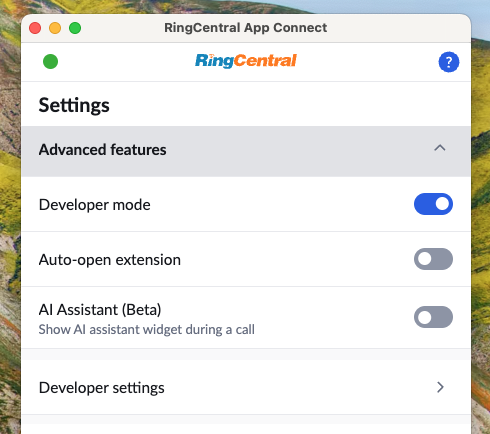 RingCentral App Connect
RingCentral
?
Settings
Advanced features
Developer mode
Auto-open extension
AI Assistant (Beta)
Show AI assistant widget during a call
Developer settings